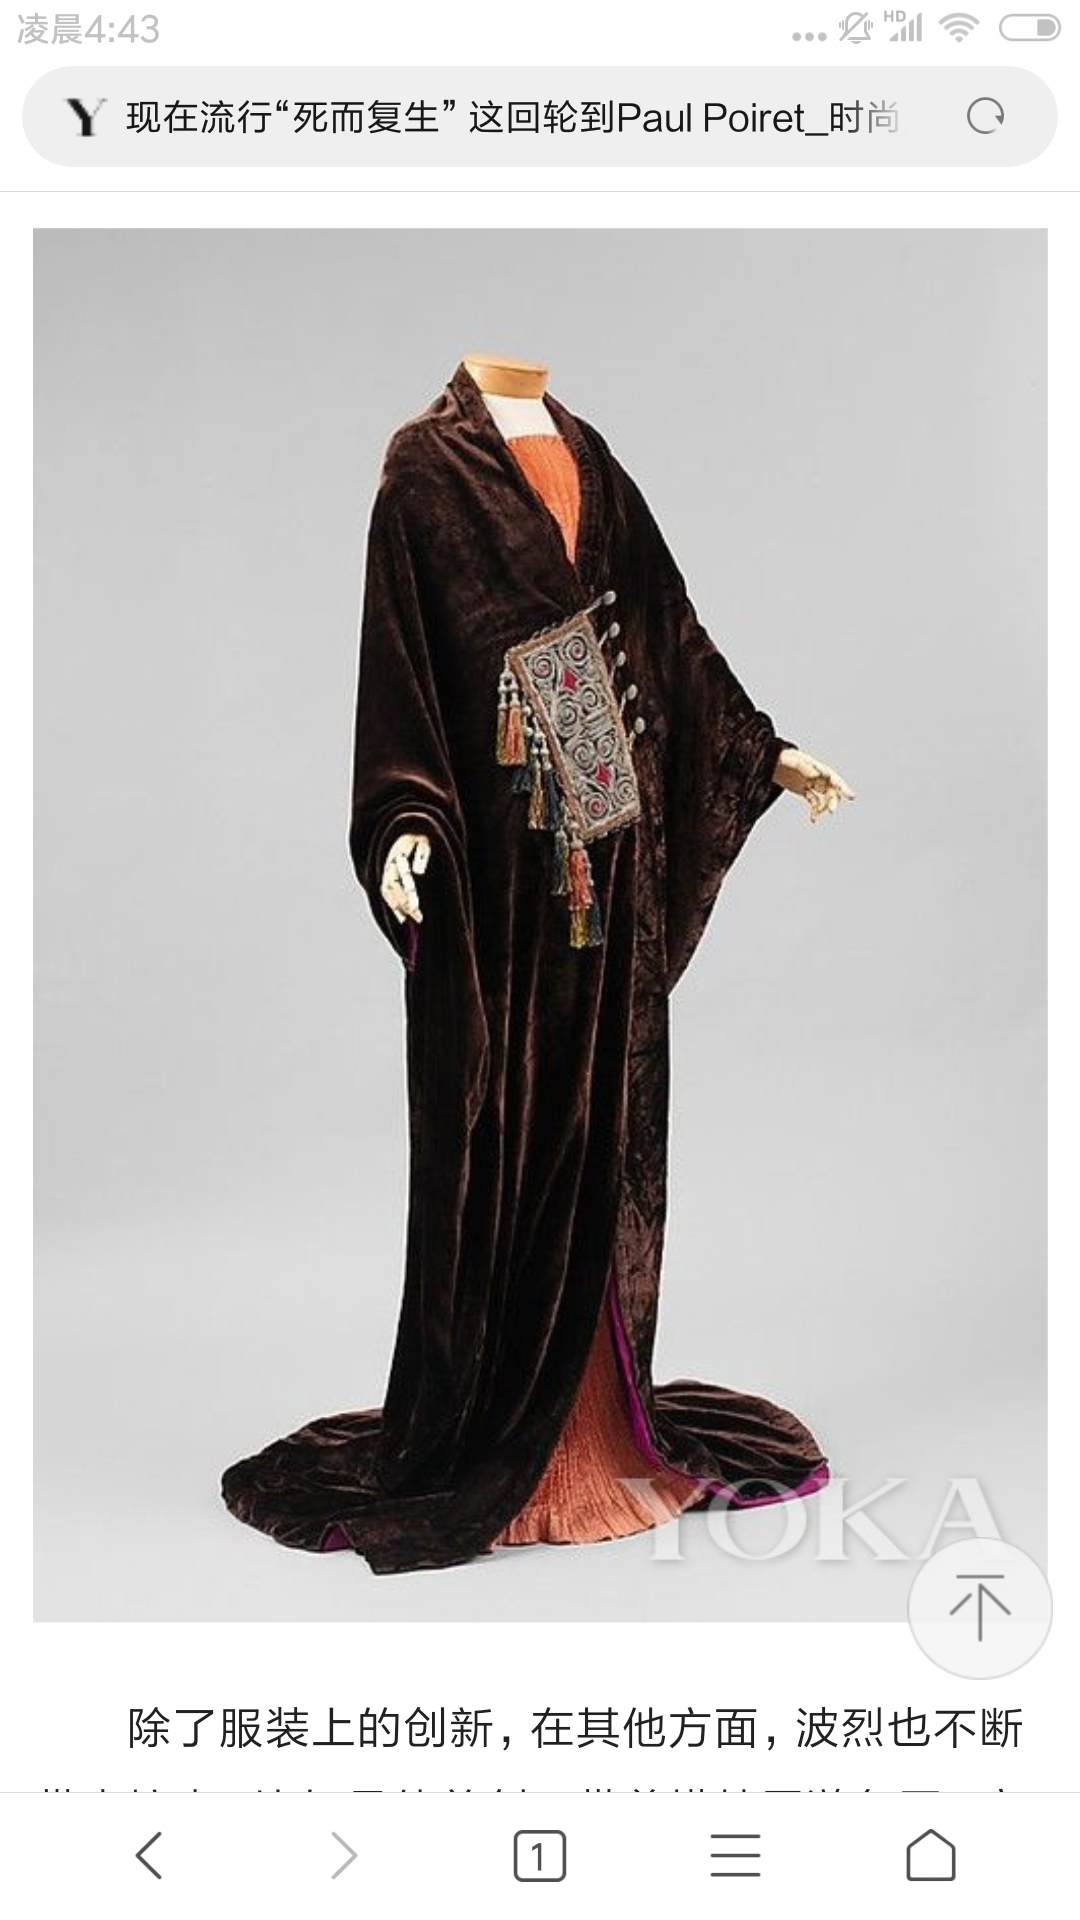 凌晨4:43
HD
Y 现在流行“死而复生” 这回轮到Paul Poiret_时尚
YOKA
除了服装上的创新，在其他方面，波烈也不断
1